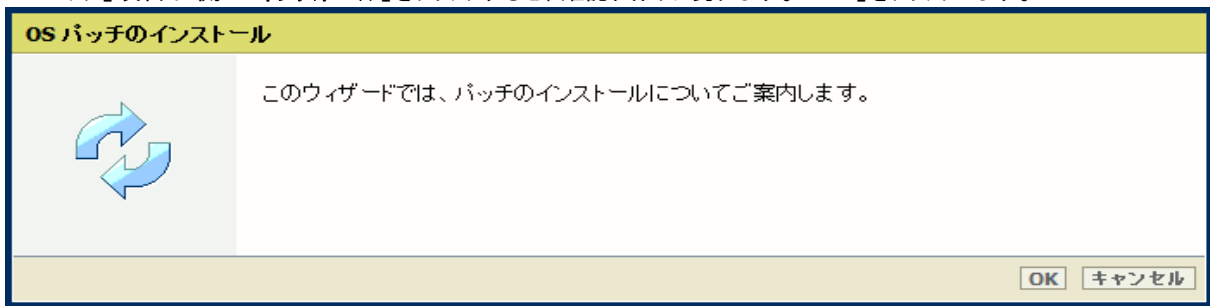 OS パッチのインストール
このウィザードでは、パッチのインストールについてご案内します。
OK キャンセル